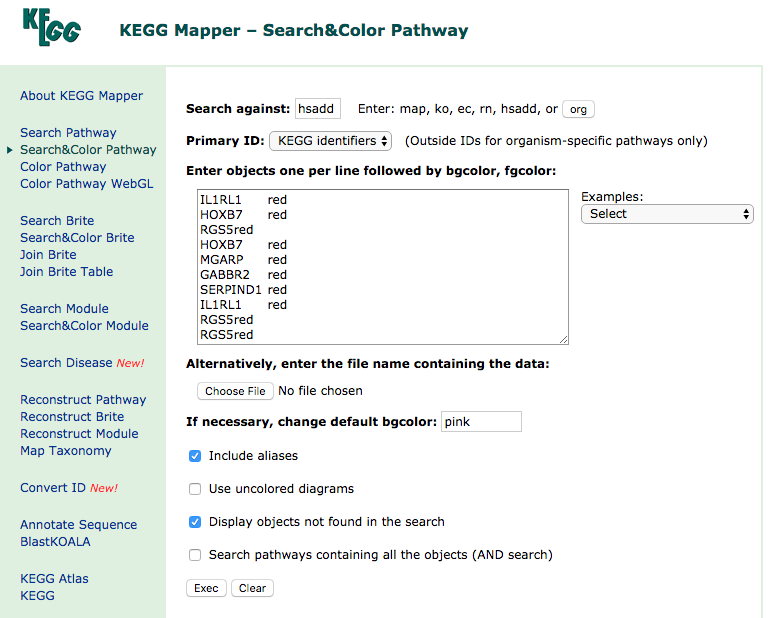 KEGG
KEGG Mapper – Search&Color Pathway
About KEGG Mapper
Search Pathway
Search&Color Pathway
Color Pathway
Color Pathway WebGL
Search Brite
Search&Color Brite
Join Brite
Join Brite Table
Search Module
Search&Color Module
Search Disease New!
Reconstruct Pathway
Reconstruct Brite
Reconstruct Module
Map Taxonomy
Convert ID New!
Annotate Sequence
BlastKOALA
KEGG Atlas
KEGG
Search against: hsadd Enter: map, ko, ec, rn, hsadd, or org
Primary ID: KEGG identifiers (Outside IDs for organism-specific pathways only)
Enter objects one per line followed by bgcolor, fgcolor:
IL1RL1 red
HOXB7 red
RGS5red
HOXB7 red
MGARP red
GABBR2 red
SERPIND1 red
IL1RL1 red
RGS5red
RGS5red
Examples:
Select
Alternatively, enter the file name containing the data:
Choose File No file chosen
If necessary, change default bgcolor: pink
Include aliases
Use uncolored diagrams
Display objects not found in the search
Search pathways containing all the objects (AND search)
Exec Clear